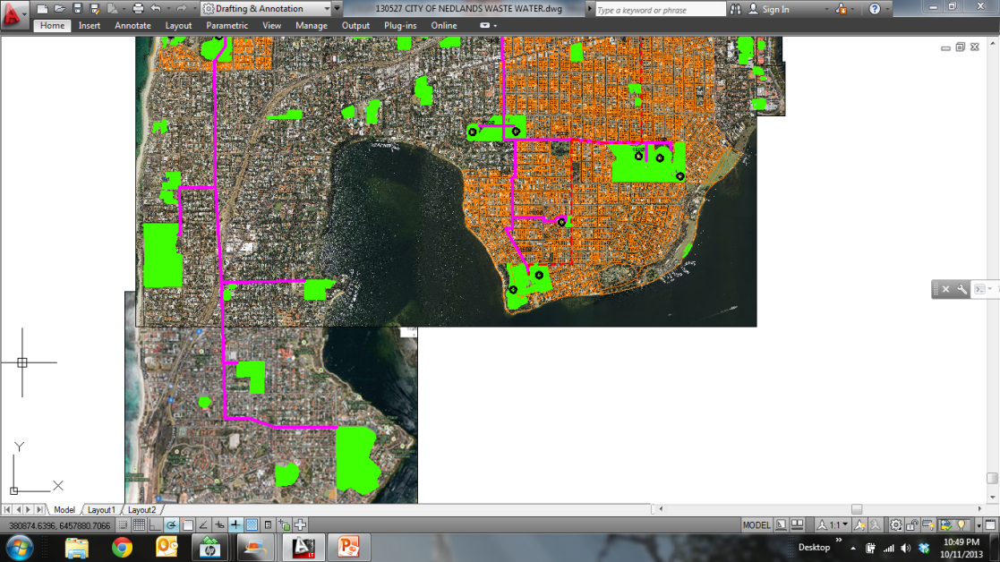 Drafting & Annotation
130527 CITY OF NEDLANDS WASTE WATER.dwg
Type a keyword or phrase
Sign In
Home Insert Annotate Layout Parametric View Manage Output Plug-ins Online
Y
X
Model Layout1 Layout2
380874.6396, 6457880.7066
MODEL
1:1
LT
Desktop
10:49 PM
10/11/2013